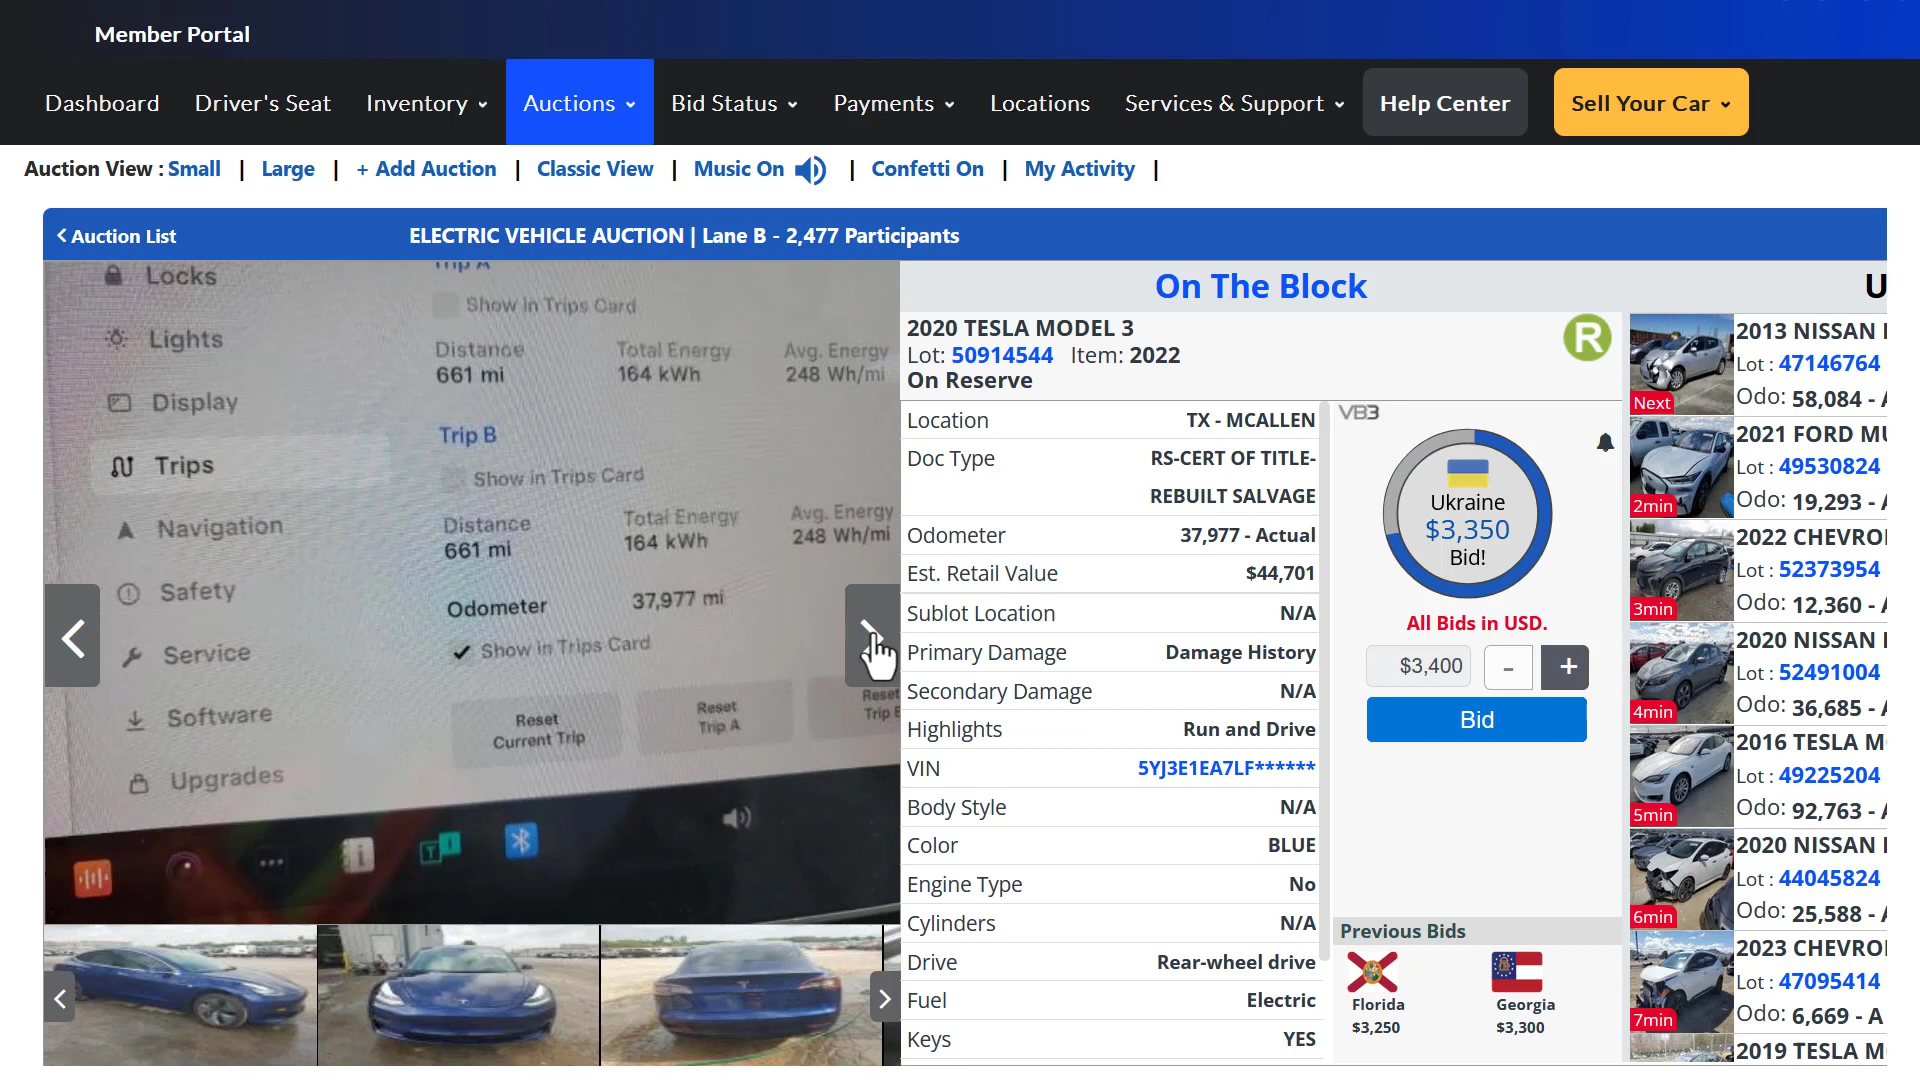 Member Portal
Dashboard
Driver's Seat
Inventory
Auctions
Bid Status
Payments
Locations
Services & Support
Help Center
Sell Your Car
Auction View : Small | Large | + Add Auction | Classic View | Music On | Confetti On | My Activity |
Auction List
ELECTRIC VEHICLE AUCTION | Lane B - 2,477 Participants
Locks
Lights
Display
Trips
Navigation
Safety
Service
Software
Upgrades
Trip A
Show in Trips Card
Distance
661 mi
Total Energy
164 kWh
Avg. Energy
248 Wh/mi
Trip B
Show in Trips Card
Distance
661 mi
Total Energy
164 kWh
Avg. Energy
248 Wh/mi
Odometer
37,977 mi
Show in Trips Card
Reset
Current Trip
Reset
Trip A
Reset
Trip
On The Block
2020 TESLA MODEL 3
Lot: 50914544 Item: 2022
On Reserve
R
Location TX - MCALLEN
Doc Type RS-CERT OF TITLE-
REBUILT SALVAGE
Odometer 37,977 - Actual
Est. Retail Value $44,701
Sublot Location N/A
Primary Damage Damage History
Secondary Damage N/A
Highlights Run and Drive
VIN 5YJ3E1EA7LF******
Body Style N/A
Color BLUE
Engine Type No
Cylinders N/A
Drive Rear-wheel drive
Fuel Electric
Keys YES
VB3
Ukraine
$3,350
Bid!
All Bids in USD.
$3,400 - +
Bid
Previous Bids
Florida
$3,250
Georgia
$3,300
U
2013 NISSAN
Lot : 47146764
Odo: 58,084 - A
Next
2021 FORD MU
Lot : 49530824
Odo: 19,293 - A
2min
2022 CHEVRO
Lot : 52373954
Odo: 12,360 - A
3min
2020 NISSAN
Lot : 52491004
Odo: 36,685 - A
4min
2016 TESLA M
Lot : 49225204
Odo: 92,763 - A
5min
2020 NISSAN
Lot : 44045824
Odo: 25,588 - A
6min
2023 CHEVRO
Lot : 47095414
Odo: 6,669 - A
7min
2019 TESLA M